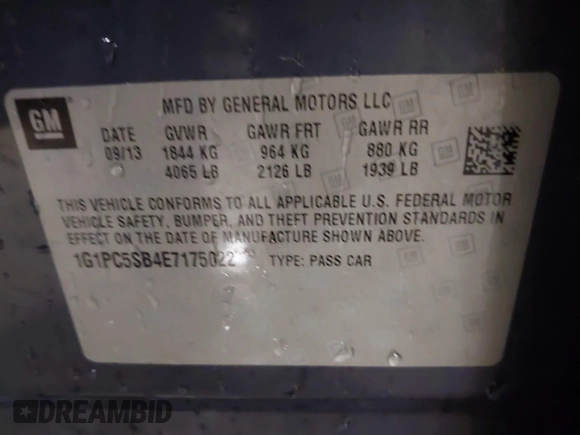 GM
MFD BY GENERAL MOTORS LLC
DATE GVWR GAWR FRT GAWR RR
09/13 1844 KG 964 KG 880 KG
4065 LB 2126 LB 1939 LB
THIS VEHICLE CONFORMS TO ALL APPLICABLE U.S. FEDERAL MOTOR
VEHICLE SAFETY, BUMPER, AND THEFT PREVENTION STANDARDS IN
EFFECT ON THE DATE OF MANUFACTURE SHOWN ABOVE.
1G1PC5SB4E7175022 TYPE: PASS CAR
DREAMBID